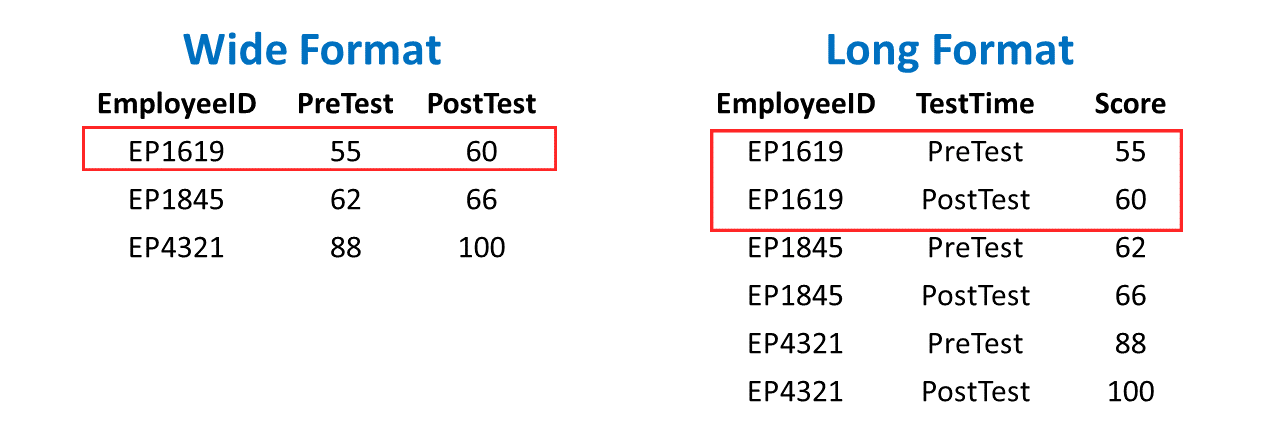 Wide Format
EmployeeID PreTest PostTest
EP1619 55 60
EP1845 62 66
EP4321 88 100
Long Format
EmployeeID TestTime Score
EP1619 PreTest 55
EP1619 PostTest 60
EP1845 PreTest 62
EP1845 PostTest 66
EP4321 PreTest 88
EP4321 PostTest 100